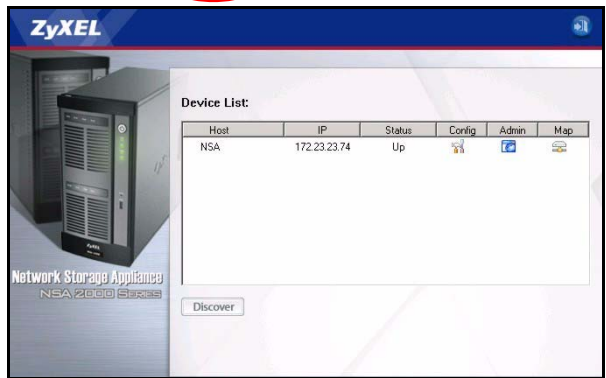 ZyXEL
Device List:
Host IP Status Config Admin Map
NSA 172.23.23.74 Up
Network Storage Appliance
NSA 2000 SERIES
Discover